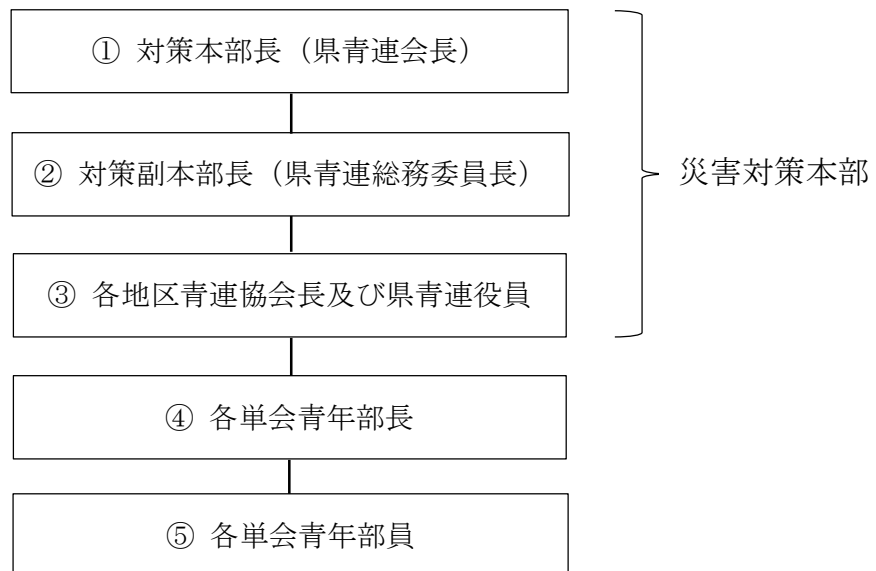 ① 対策本部長（県青連会長）
② 対策副本部長（県青連総務委員長）
災害対策本部
③ 各地区青連協会長及び県青連役員
④ 各単会青年部長
⑤ 各単会青年部員